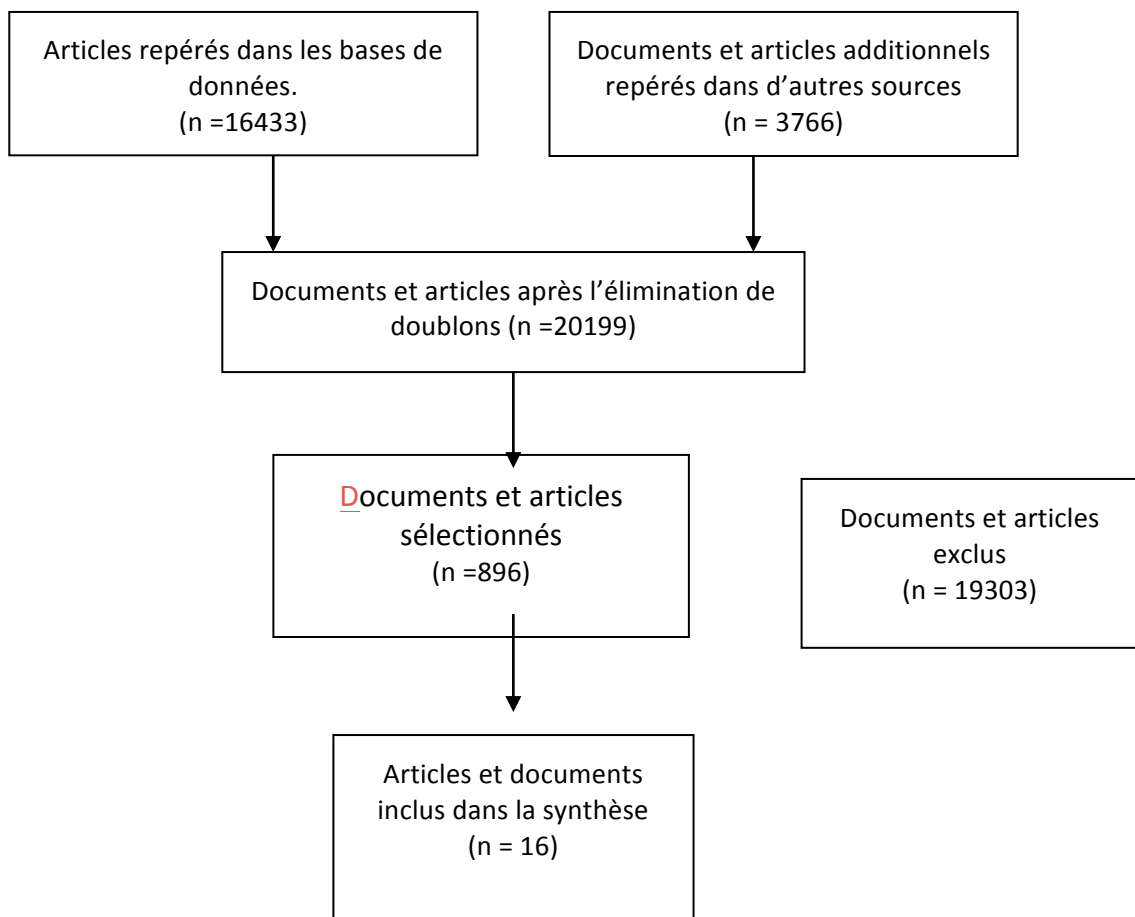 Articles repérés dans les bases de
données.
(n =16433)
Documents et articles additionnels
repérés dans d’autres sources
(n = 3766)
Documents et articles après l’élimination de
doublons (n =20199)
Documents et articles
sélectionnés
(n =896)
Documents et articles
exclus
(n = 19303)
Articles et documents
inclus dans la synthèse
(n = 16)